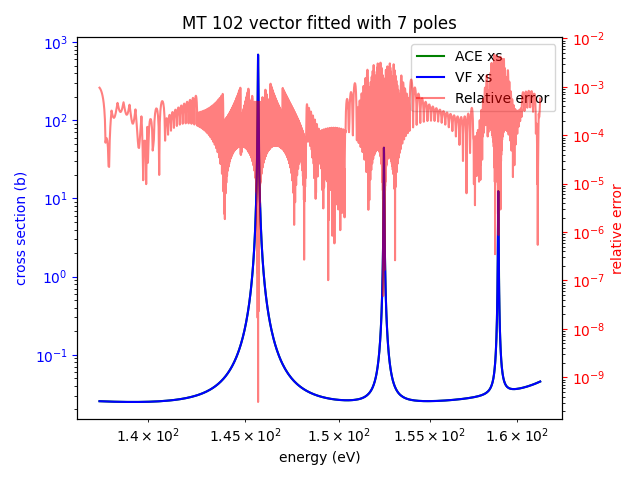 MT 102 vector fitted with 7 poles
ACE xs
VF xs
Relative error
cross section (b)
10³
10²
10¹
10⁰
10⁻¹
relative error
10⁻²
10⁻³
10⁻⁴
10⁻⁵
10⁻⁶
10⁻⁷
10⁻⁸
10⁻⁹
1.4 × 10² 1.45 × 10² 1.5 × 10² 1.55 × 10² 1.6 × 10²
energy (eV)